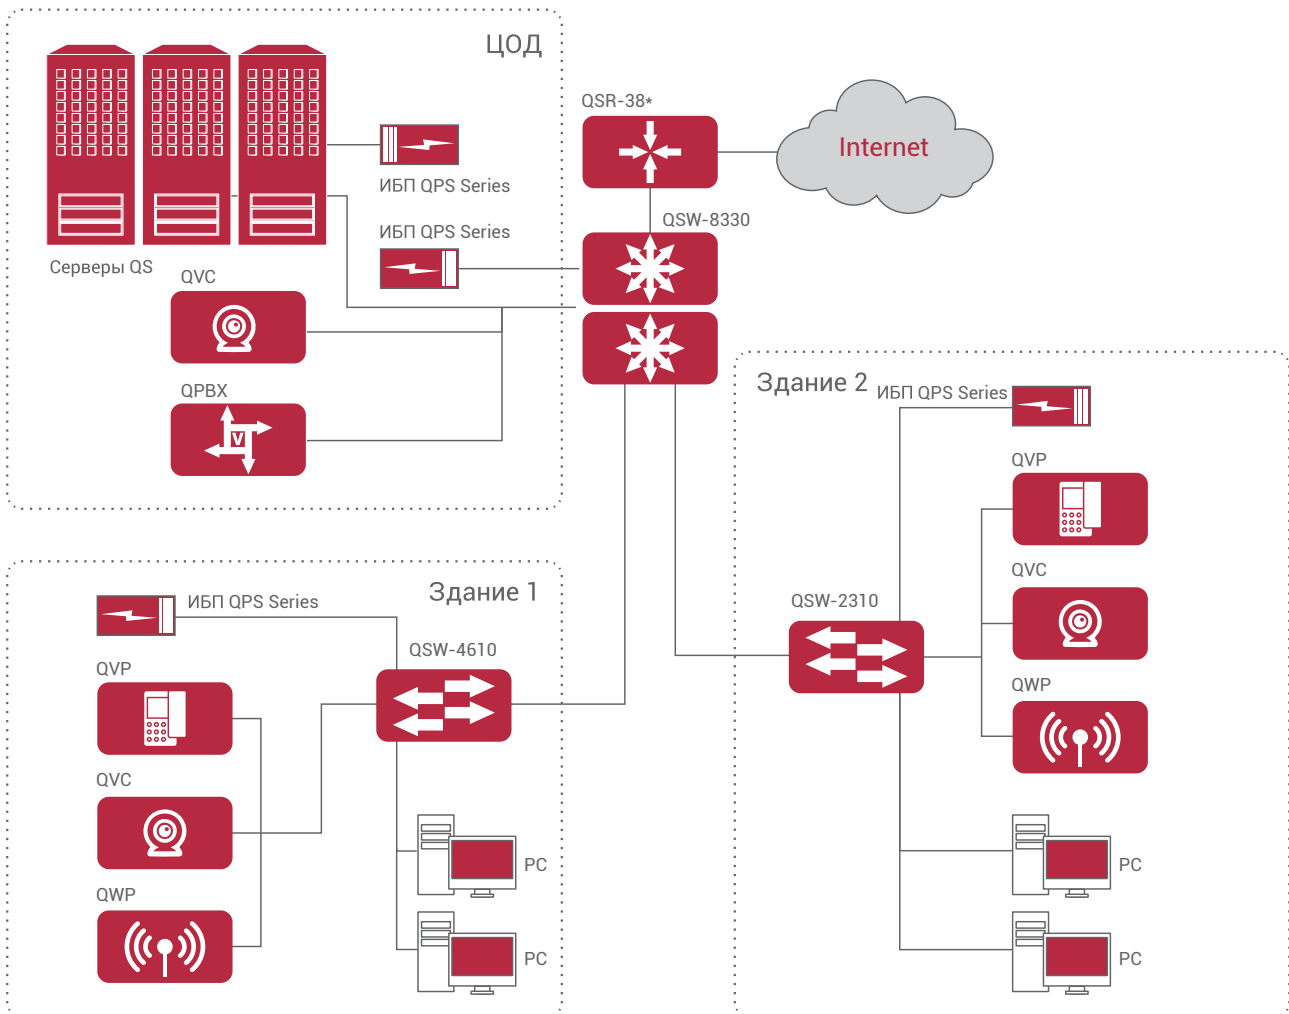 ЦОД
ИБП QPS Series
ИБП QPS Series
Серверы QS
QVC
QPBX
V
QSR-38*
Internet
QSW-8330
Здание 1
ИБП QPS Series
QSW-4610
QVP
QVC
QWP
PC
PC
Здание 2
ИБП QPS Series
QVP
QVC
QSW-2310
QWP
PC
PC